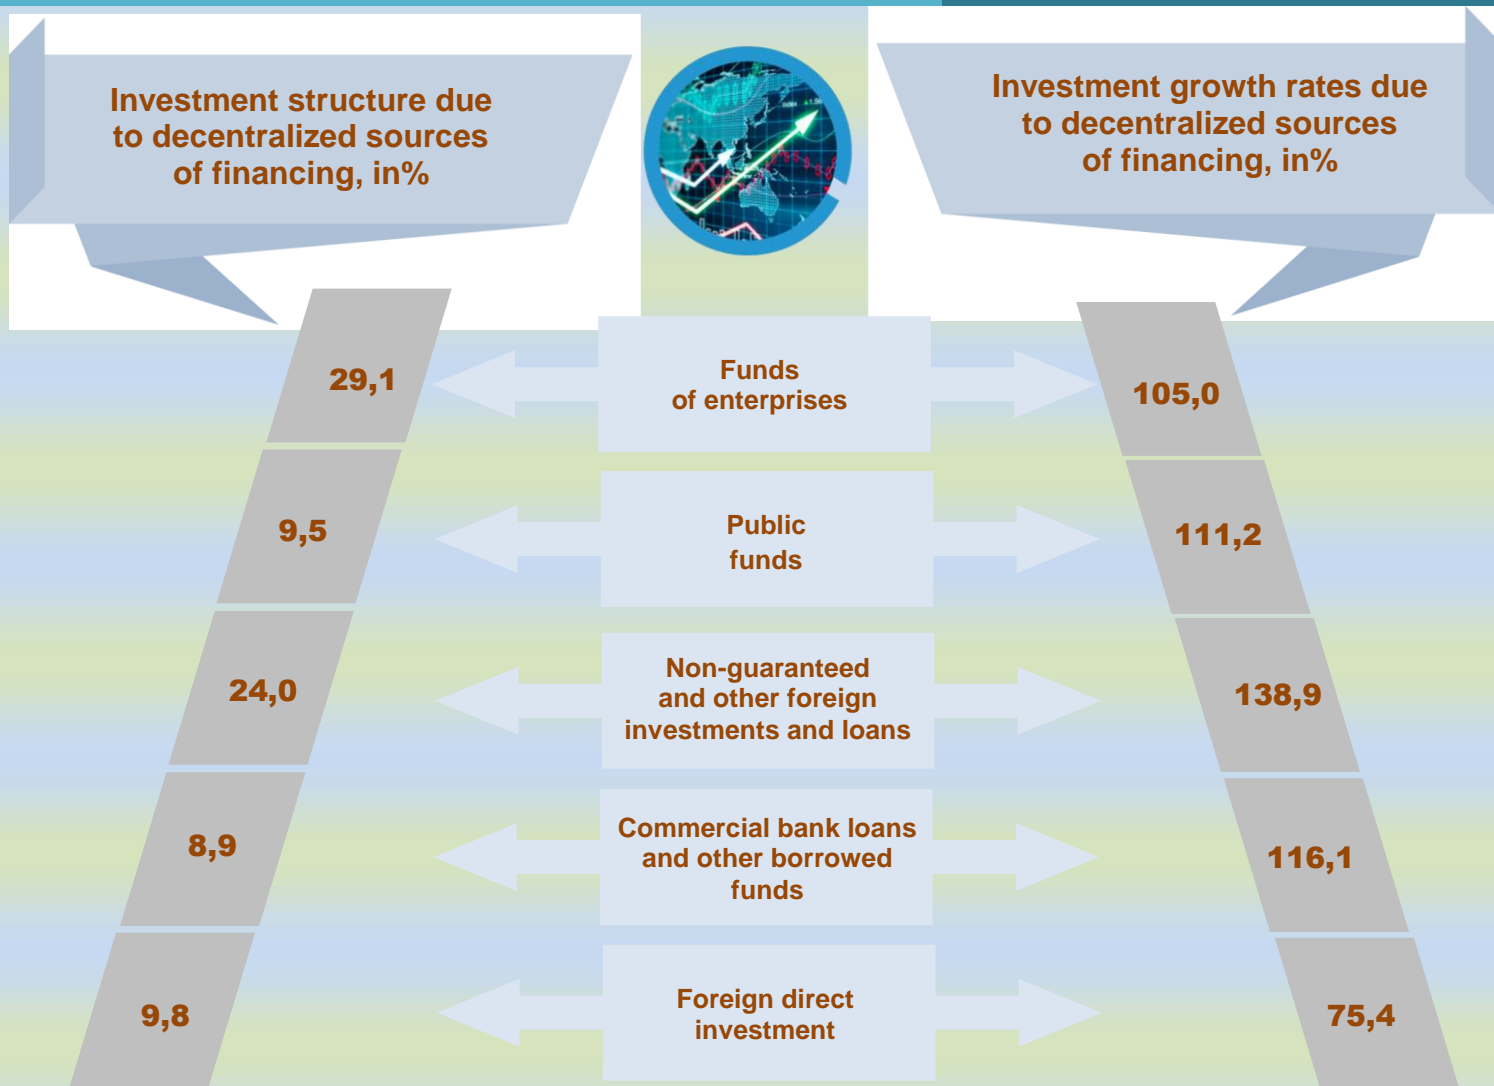 Investment structure due
to decentralized sources
of financing, in%
Investment growth rates due
to decentralized sources
of financing, in%
29,1
Funds
of enterprises
105,0
9,5
Public
funds
111,2
24,0
Non-guaranteed
and other foreign
investments and loans
138,9
8,9
Commercial bank loans
and other borrowed
funds
116,1
9,8
Foreign direct
investment
75,4